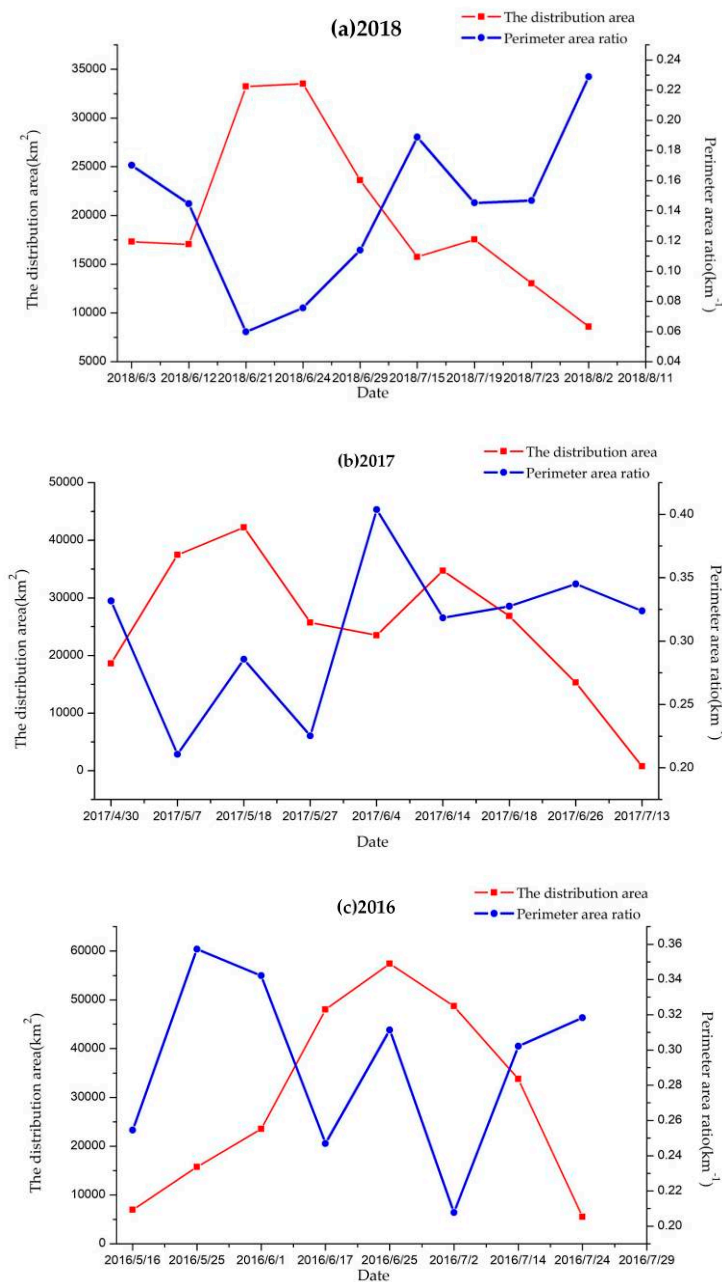 (a)2018
The distribution area
Perimeter area ratio
35000
30000
25000
20000
15000
10000
5000
The distribution area(km²)
0.24
0.22
0.20
0.18
0.16
0.14
0.12
0.10
0.08
0.06
0.04
Perimeter area ratio(km⁻¹)
2018/6/3 2018/6/12 2018/6/21 2018/6/24 2018/6/29 2018/7/15 2018/7/19 2018/7/23 2018/8/2 2018/8/11
Date
(b)2017
The distribution area
Perimeter area ratio
50000
40000
30000
20000
10000
0
The distribution area(km²)
0.40
0.35
0.30
0.25
0.20
Perimeter area ratio(km⁻¹)
2017/4/30 2017/5/7 2017/5/18 2017/5/27 2017/6/4 2017/6/14 2017/6/18 2017/6/26 2017/7/13
Date
(c)2016
The distribution area
Perimeter area ratio
60000
50000
40000
30000
20000
10000
0
The distribution area(km²)
0.36
0.34
0.32
0.30
0.28
0.26
0.24
0.22
0.20
Perimeter area ratio(km⁻¹)
2016/5/16 2016/5/25 2016/6/1 2016/6/17 2016/6/25 2016/7/2 2016/7/14 2016/7/24 2016/7/29
Date